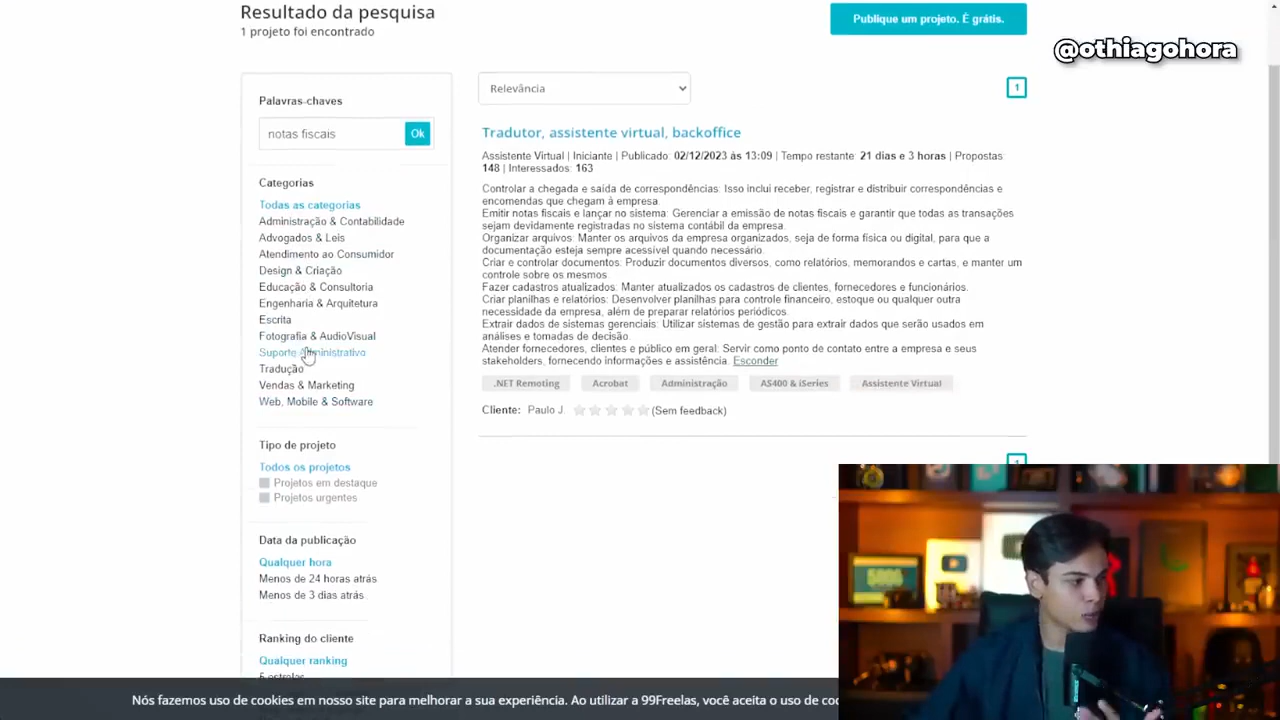 Resultado da pesquisa
1 projeto foi encontrado
Publique um projeto. É grátis.
@othiagohora
Palavras-chaves
notas fiscais
Ok
Categorias
Todas as categorias
Administração & Contabilidade
Advogados & Leis
Atendimento ao Consumidor
Design & Criação
Educação & Consultoria
Engenharia & Arquitetura
Escrita
Fotografia & AudioVisual
Suporte Administrativo
Tradução
Vendas & Marketing
Web, Mobile & Software
Tipo de projeto
Todos os projetos
Projetos em destaque
Projetos urgentes
Data da publicação
Qualquer hora
Menos de 24 horas atrás
Menos de 3 dias atrás
Ranking do cliente
Qualquer ranking
5 estrelas
Relevância
1
Tradutor, assistente virtual, backoffice
Assistente Virtual | Iniciante | Publicado: 02/12/2023 às 13:09 | Tempo restante: 21 dias e 3 horas | Propostas
148 | Interessados: 163
Controlar a chegada e saída de correspondências: Isso inclui receber, registrar e distribuir correspondências e
encomendas que chegam à empresa.
Emitir notas fiscais e lançar no sistema: Gerenciar a emissão de notas fiscais e garantir que todas as transações
sejam devidamente registradas no sistema contábil da empresa.
Organizar arquivos: Manter os arquivos da empresa organizados, seja de forma física ou digital, para que a
documentação esteja sempre acessível quando necessário.
Criar e controlar documentos: Produzir documentos diversos, como relatórios, memorandos e cartas, e manter um
controle sobre os mesmos.
Fazer cadastros atualizados: Manter atualizados os cadastros de clientes, fornecedores e funcionários.
Criar planilhas e relatórios: Desenvolver planilhas para controle financeiro, estoque ou qualquer outra
necessidade da empresa, além de preparar relatórios periódicos.
Extrair dados de sistemas gerenciais: Utilizar sistemas de gestão para extrair dados que serão usados em
análises e tomadas de decisão.
Atender fornecedores, clientes e público em geral: Servir como ponto de contato entre a empresa e seus
stakeholders, fornecendo informações e assistência. Esconder
.NET Remoting Acrobat Administração AS400 & iSeries Assistente Virtual
Cliente: Paulo J. (Sem feedback)
1
Nós fazemos uso de cookies em nosso site para melhorar a sua experiência. Ao utilizar a 99Freelas, você aceita o uso de